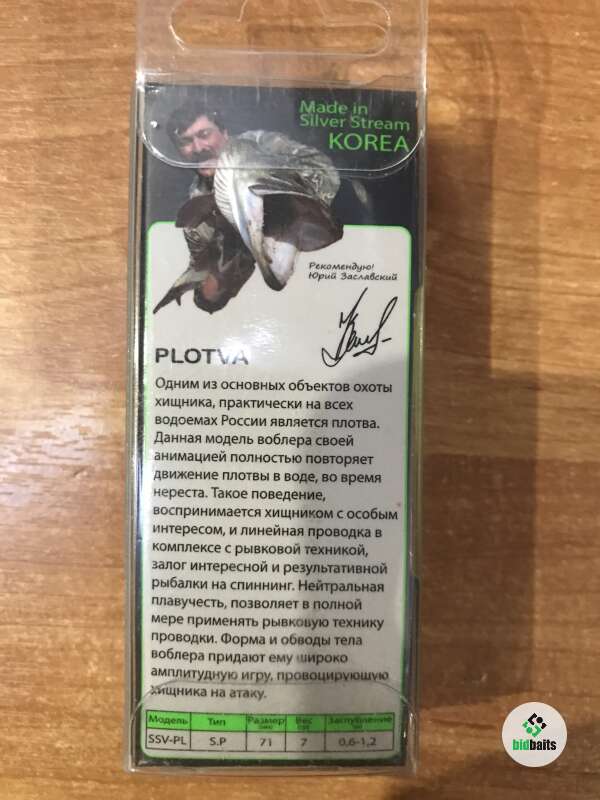 Made in
Silver Stream
KOREA
Рекомендую!
Юрий Заславский
PLOTVA
Одним из основных объектов охоты
хищника, практически на всех
водоемах России является плотва.
Данная модель воблера своей
анимацией полностью повторяет
движение плотвы в воде, во время
нереста. Такое поведение,
воспринимается хищником с особым
интересом, и линейная проводка в
комплексе с рывковой техникой,
залог интересной и результативной
рыбалки на спиннинг. Нейтральная
плавучесть, позволяет в полной
мере применять рывковую технику
проводки. Форма и обводы тела
воблера придают ему широко
амплитудную игру, провоцирующую
хищника на атаку.
Модель Тип Размер Вес Заглубление
SSV-PL S.P 71 7 0,6-1,2
bidbaits